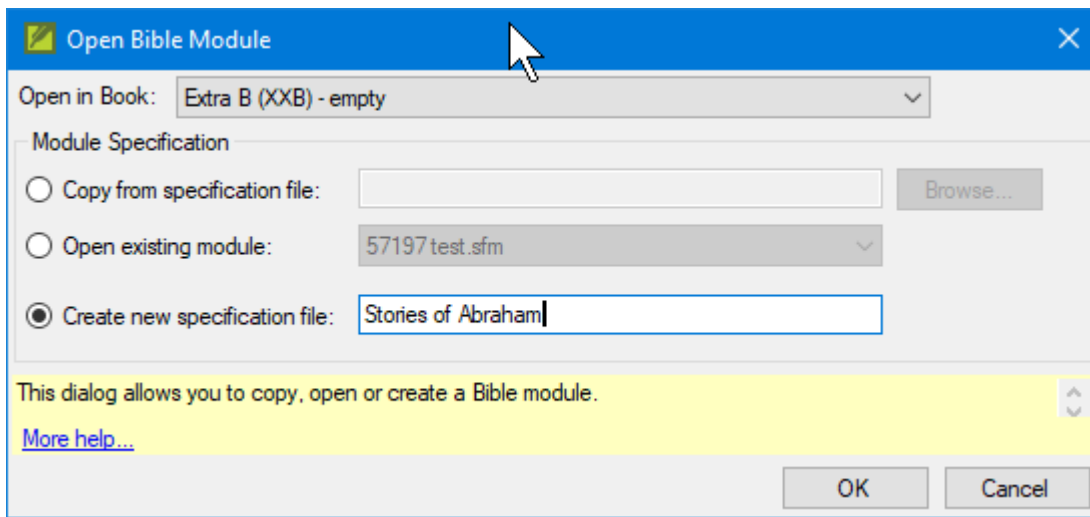 Open Bible Module
Open in Book: Extra B (XXB) - empty
Module Specification
Copy from specification file: Browse...
Open existing module: 57197test.sfm
Create new specification file: Stories of Abraham
This dialog allows you to copy, open or create a Bible module.
More help...
OK Cancel